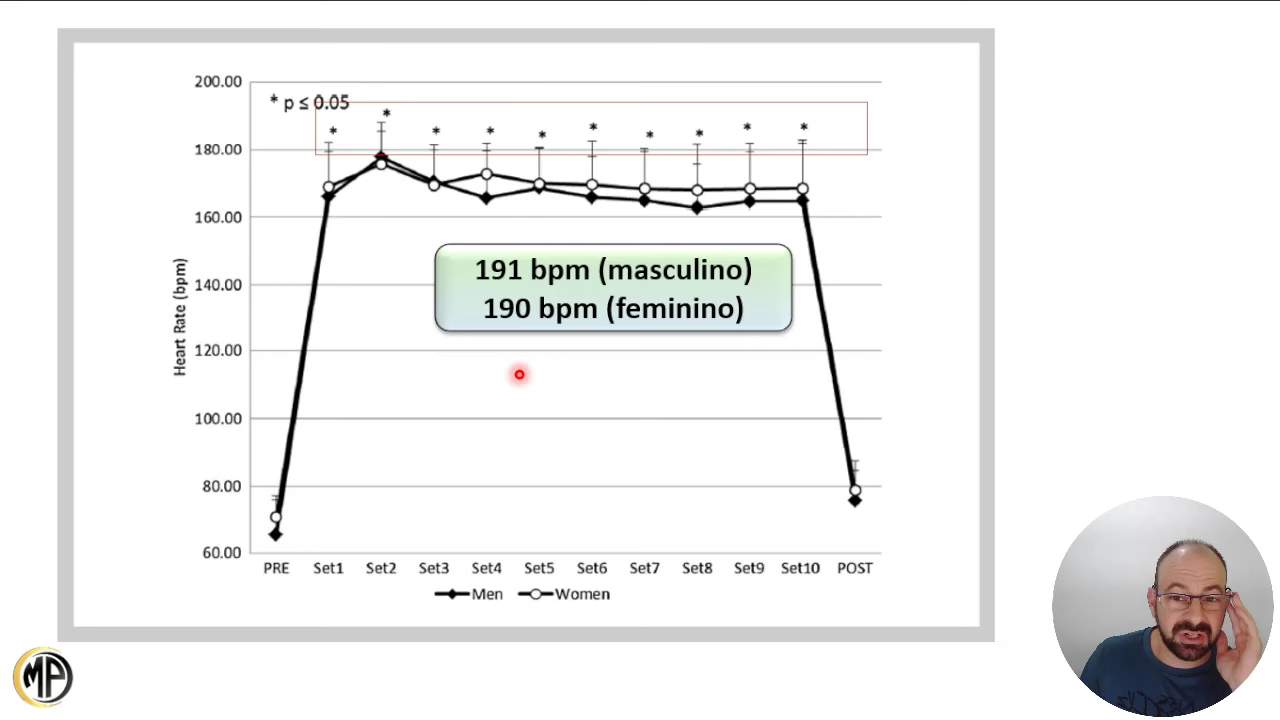 200.00
* p ≤ 0.05
* * * * * * * * * *
180.00
160.00
191 bpm (masculino)
190 bpm (feminino)
140.00
Heart Rate (bpm)
120.00
100.00
80.00
60.00
PRE Set1 Set2 Set3 Set4 Set5 Set6 Set7 Set8 Set9 Set10 POST
Men Women
MP